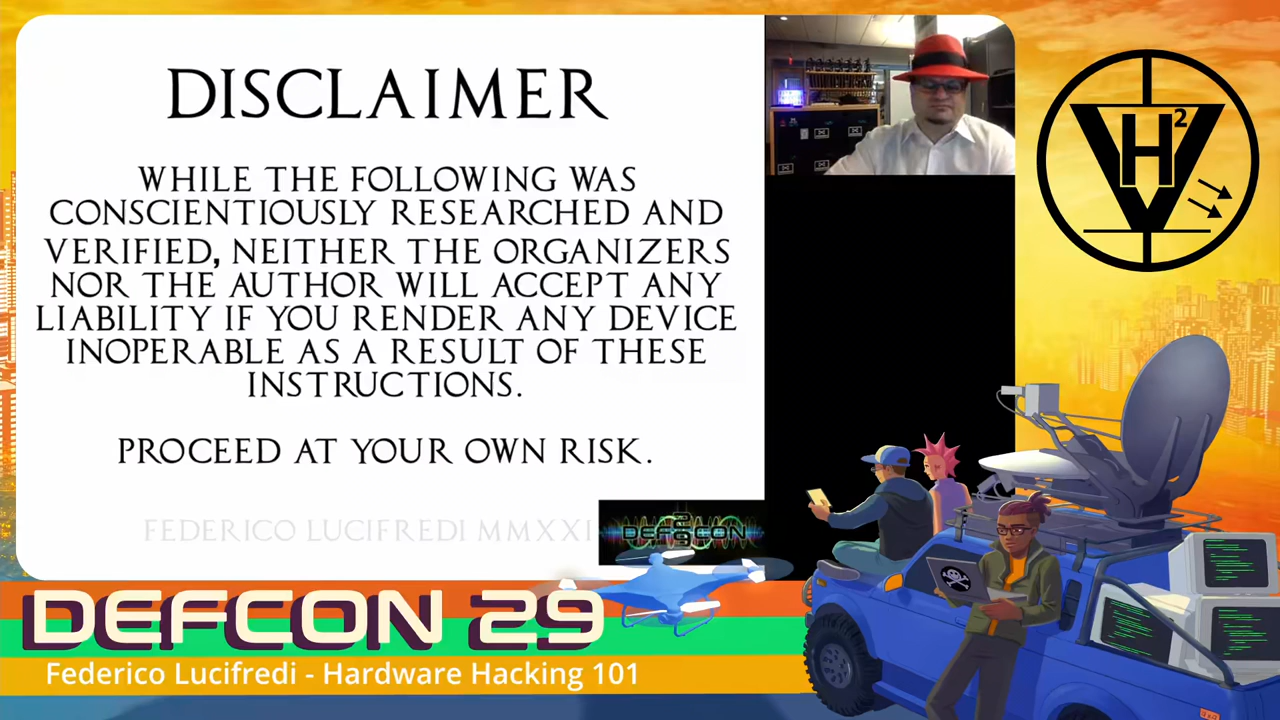 DISCLAIMER
WHILE THE FOLLOWING WAS
CONSCIENTIOUSLY RESEARCHED AND
VERIFIED, NEITHER THE ORGANIZERS
NOR THE AUTHOR WILL ACCEPT ANY
LIABILITY IF YOU RENDER ANY DEVICE
INOPERABLE AS A RESULT OF THESE
INSTRUCTIONS.
PROCEED AT YOUR OWN RISK.
FEDERICO LUCIFREDI MMXXI
DEFCON
H2
DEFCON 29
Federico Lucifredi - Hardware Hacking 101